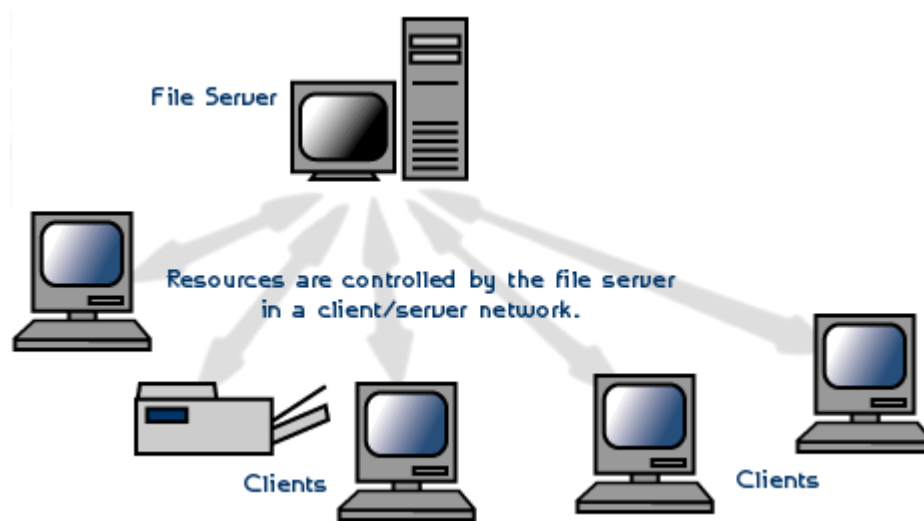 File Server
Resources are controlled by the file server
in a client/server network.
Clients
Clients